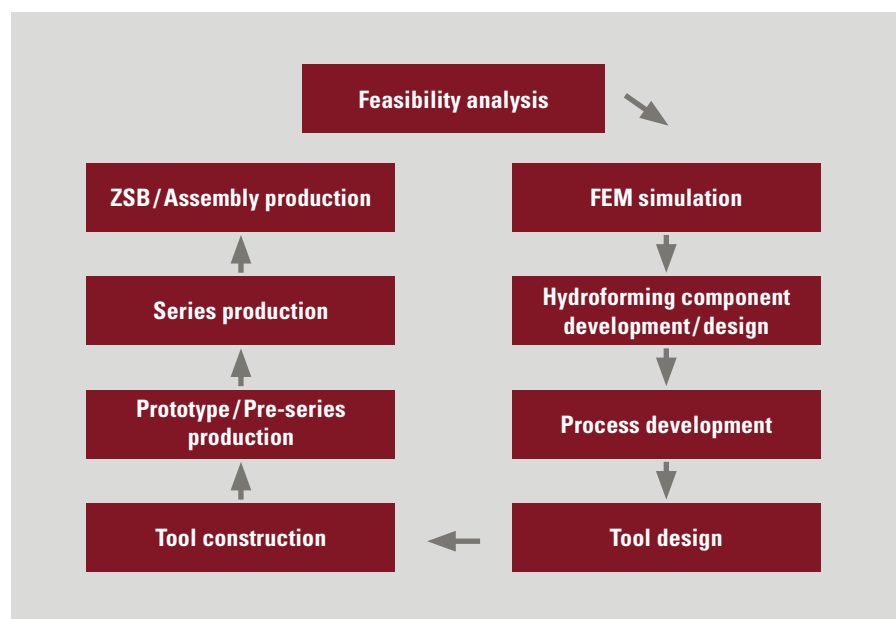 Feasibility analysis
ZSB/Assembly production
FEM simulation
Series production
Hydroforming component
development/design
Prototype/Pre-series
production
Process development
Tool construction
Tool design